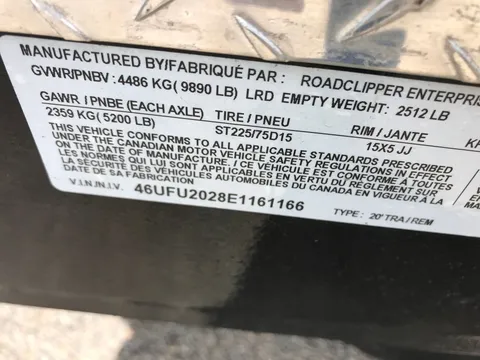 MANUFACTURED BY/FABRIQUÉ PAR : ROADCLIPPER ENTERPRIS
GVWR/PNBV : 4486 KG( 9890 LB) LRD EMPTY WEIGHT: 2512 LB
GAWR / PNBE (EACH AXLE) TIRE / PNEU RIM / JANTE
2359 KG( 5200 LB) ST225/75D15 15X5 JJ
THIS VEHICLE CONFORMS TO ALL APPLICABLE STANDARDS PRESCRIBED
UNDER THE CANADIAN MOTOR VEHICLE SAFETY REGULATIONS IN EFFECT
ON THE DATE OF MANUFACTURE / CE VÉHICULE EST CONFORME À TOUTES
LES NORMES QUI LUI SONT APPLICABLES EN VERTU DU RÈGLEMENT SUR LA
SÉCURITÉ DES VÉHICULES AUTOMOBILES DU CANADA EN VIGUEUR À LA
DATE DE SA FABRICATION
V.I.N./N.I.V. 46UFU2028E1161166 TYPE: 20' TRA/REM